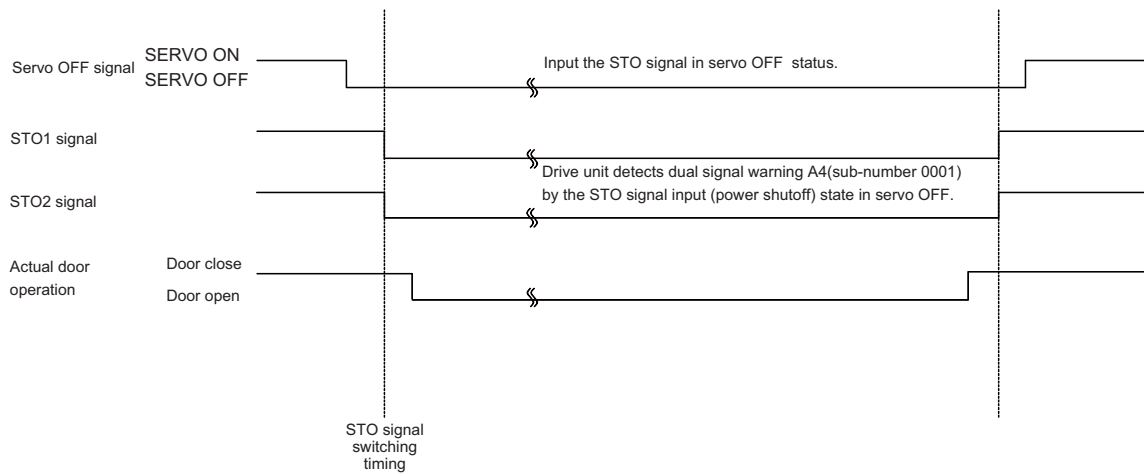 SERVO ON
Servo OFF signal
SERVO OFF
Input the STO signal in servo OFF status.
STO1 signal
Drive unit detects dual signal warning A4(sub-number 0001)
by the STO signal input (power shutoff) state in servo OFF.
STO2 signal
Actual door
operation
Door close
Door open
STO signal
switching
timing